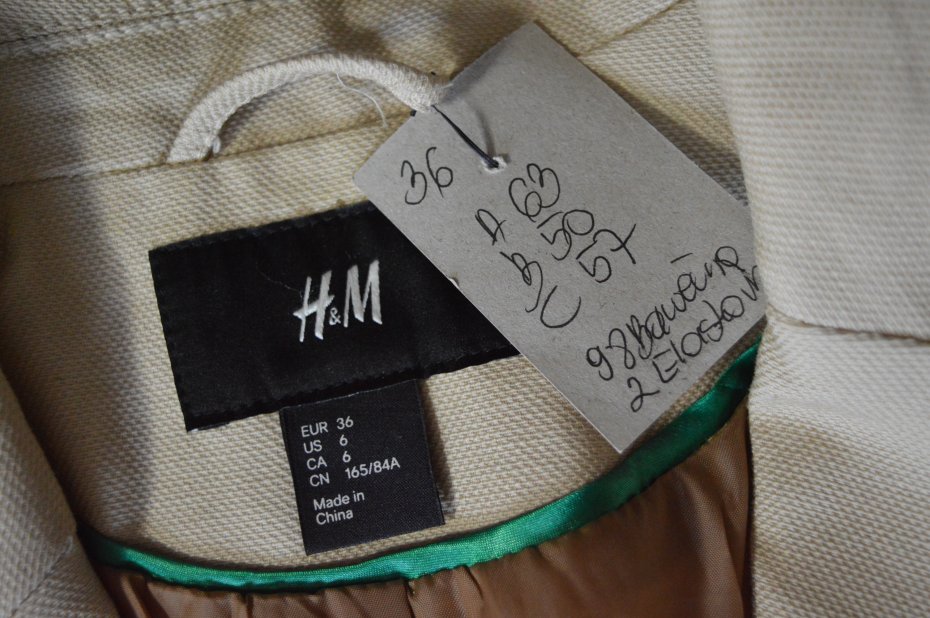 36
A 63
B 50
C 57
98 Bawełna
2 Elasta
H&M
EUR 36
US 6
CA 6
CN 165/84A
Made in
China